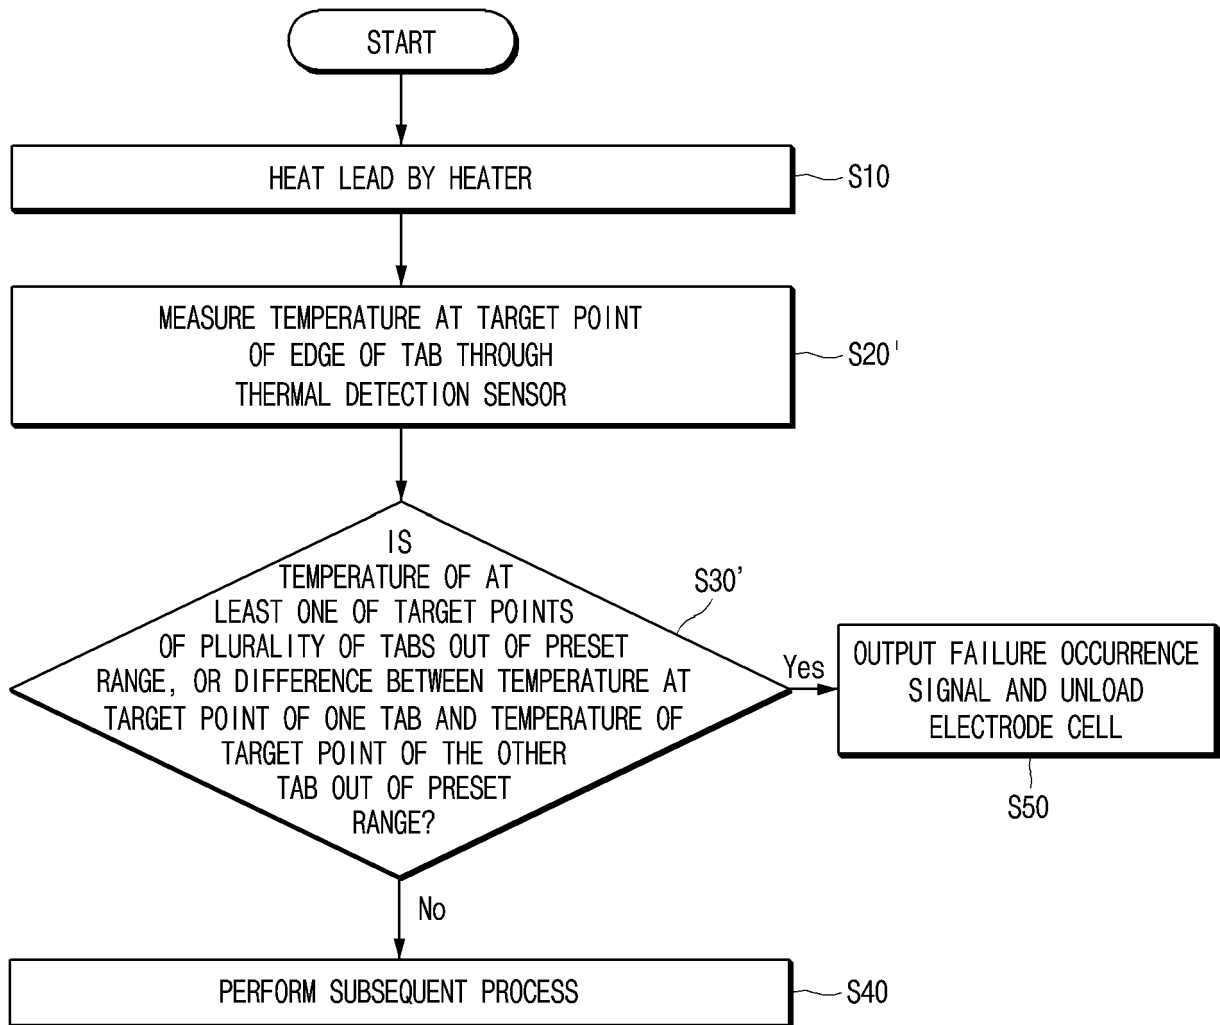 START
HEAT LEAD BY HEATER
S10
MEASURE TEMPERATURE AT TARGET POINT
OF EDGE OF TAB THROUGH
THERMAL DETECTION SENSOR
S20'
IS
TEMPERATURE OF AT
LEAST ONE OF TARGET POINTS
OF PLURALITY OF TABS OUT OF PRESET
RANGE, OR DIFFERENCE BETWEEN TEMPERATURE AT
TARGET POINT OF ONE TAB AND TEMPERATURE OF
TARGET POINT OF THE OTHER
TAB OUT OF PRESET
RANGE?
S30'
Yes
OUTPUT FAILURE OCCURRENCE
SIGNAL AND UNLOAD
ELECTRODE CELL
S50
No
PERFORM SUBSEQUENT PROCESS
S40